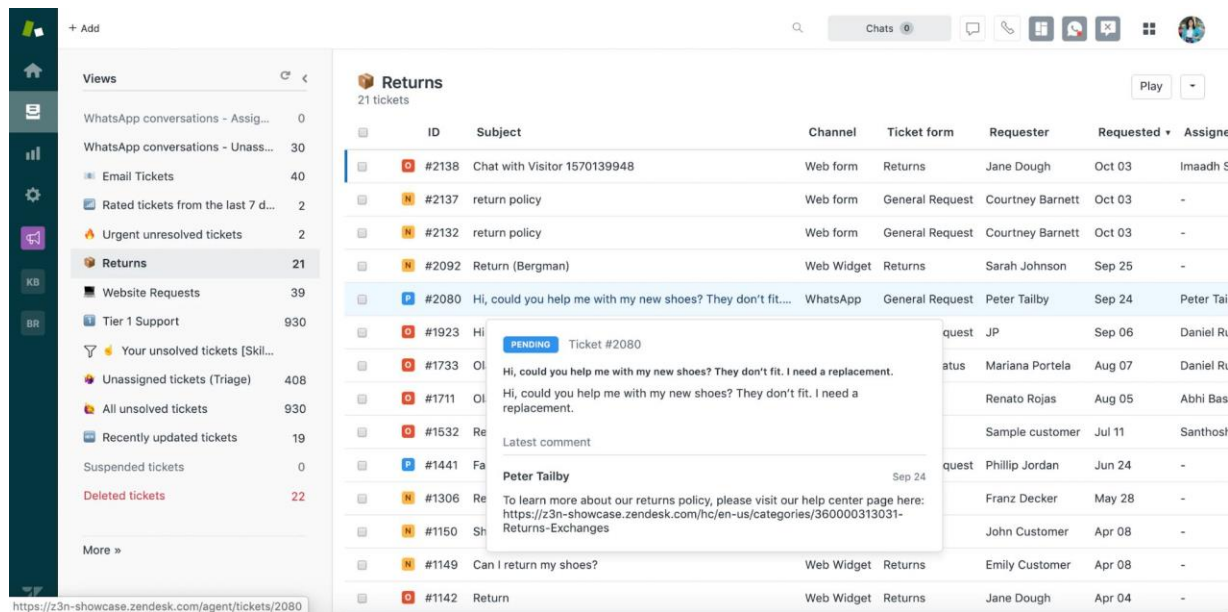 + Add
Chats 0
Views
WhatsApp conversations - Assig... 0
WhatsApp conversations - Unass... 30
Email Tickets 40
Rated tickets from the last 7 d... 2
Urgent unresolved tickets 2
Returns 21
Website Requests 39
Tier 1 Support 930
Your unsolved tickets [Skil...
Unassigned tickets (Triage) 408
All unsolved tickets 930
Recently updated tickets 19
Suspended tickets 0
Deleted tickets 22
More »
KB
BR
https://z3n-showcase.zendesk.com/agent/tickets/2080
Returns
21 tickets
Play
ID Subject Channel Ticket form Requester Requested Assigne
O #2138 Chat with Visitor 1570139948 Web form Returns Jane Dough Oct 03 Imaadh S
N #2137 return policy Web form General Request Courtney Barnett Oct 03 -
N #2132 return policy Web form General Request Courtney Barnett Oct 03 -
N #2092 Return (Bergman) Web Widget Returns Sarah Johnson Sep 25 -
P #2080 Hi, could you help me with my new shoes? They don't fit.... WhatsApp General Request Peter Tailby Sep 24 Peter Tai
O #1923 Hi quest JP Sep 06 Daniel Ru
O #1733 Ol atus Mariana Portela Aug 07 Daniel Ru
O #1711 Ol Renato Rojas Aug 05 Abhi Bas
O #1532 Re Sample customer Jul 11 Santhosh
P #1441 Fa quest Phillip Jordan Jun 24 -
N #1306 Re Franz Decker May 28 -
N #1150 Sh John Customer Apr 08 -
N #1149 Can I return my shoes? Web Widget Returns Emily Customer Apr 08 -
O #1142 Return Web Widget Returns Jane Dough Apr 04 -
PENDING Ticket #2080
Hi, could you help me with my new shoes? They don't fit. I need a replacement.
Hi, could you help me with my new shoes? They don't fit. I need a
replacement.
Latest comment
Peter Tailby Sep 24
To learn more about our returns policy, please visit our help center page here:
https://z3n-showcase.zendesk.com/hc/en-us/categories/360000313031-
Returns-Exchanges